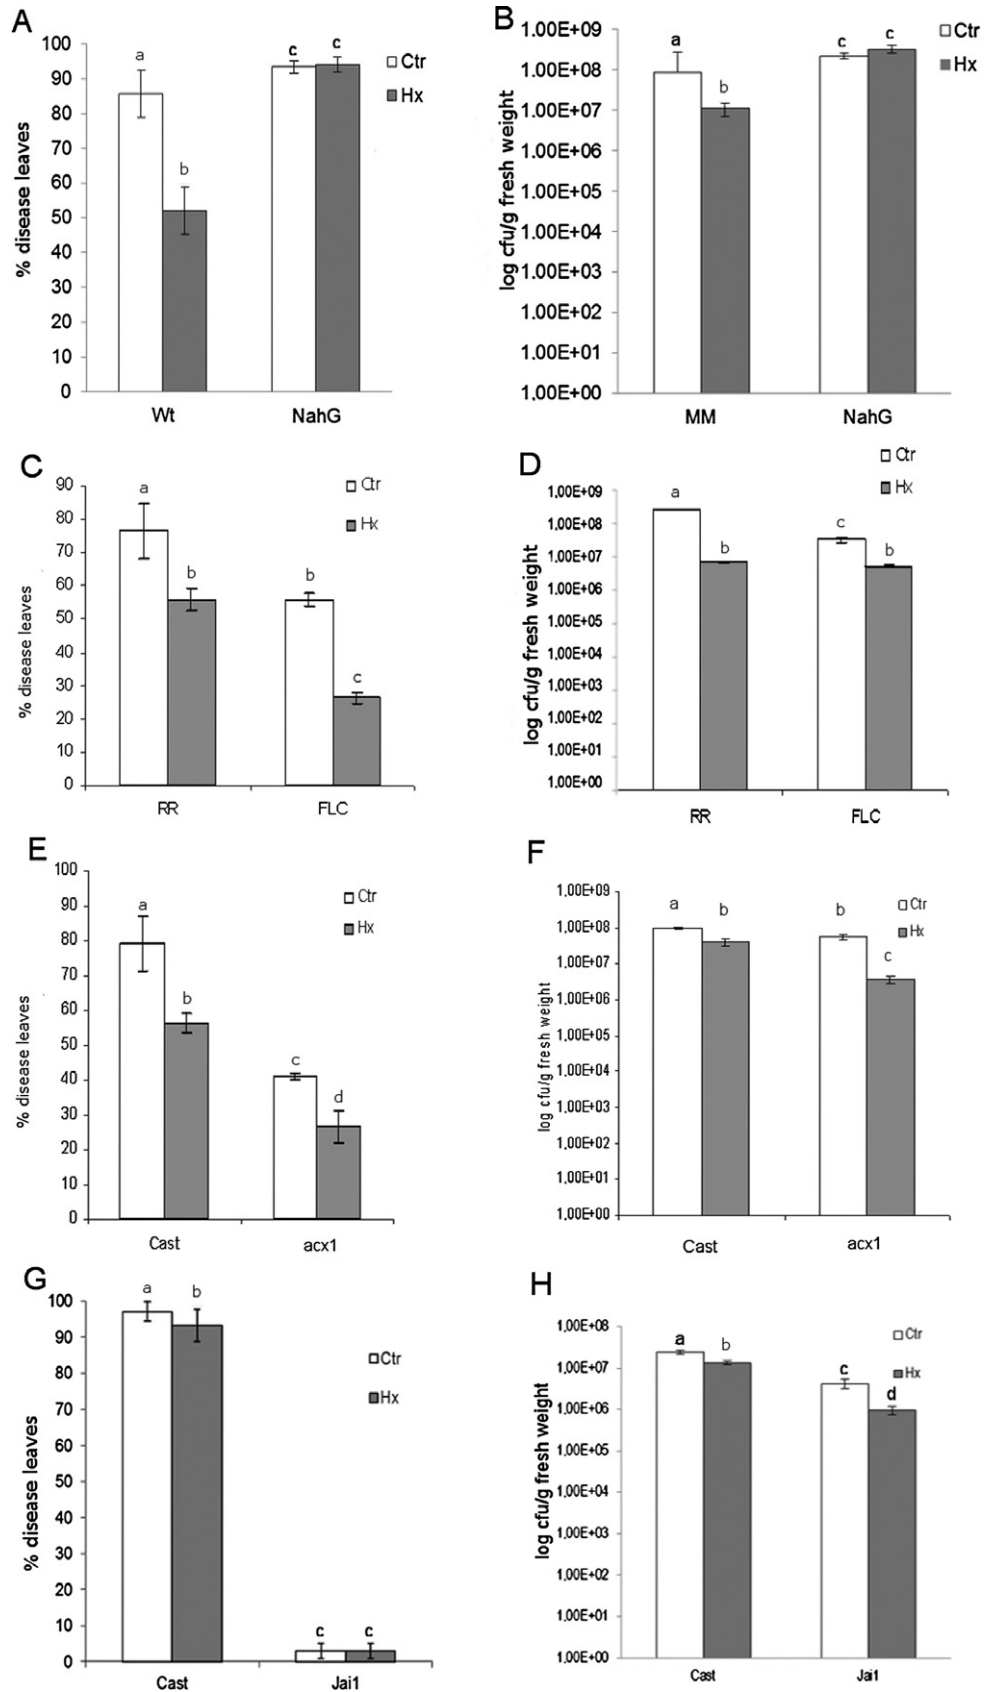 A
100
90
80
70
60
50
40
30
20
10
0
% disease leaves
a
b
c
c
Ctr
Hx
Wt
NahG
B
1.00E+09
1.00E+08
1.00E+07
1.00E+06
1.00E+05
1.00E+04
1.00E+03
1.00E+02
1.00E+01
1.00E+00
log cfu/g fresh weight
a
b
c
c
Ctr
Hx
MM
NahG
C
90
80
70
60
50
40
30
20
10
0
% disease leaves
a
b
b
c
Ctr
Hx
RR
FLC
D
1,00E+09
1,00E+08
1,00E+07
1,00E+06
1,00E+05
1,00E+04
1,00E+03
1,00E+02
1,00E+01
1,00E+00
log cfu/g fresh weight
a
b
c
b
Ctr
Hx
RR
FLC
E
100
90
80
70
60
50
40
30
20
10
0
% disease leaves
a
b
c
d
Ctr
Hx
Cast
acx1
F
1,00E+09
1,00E+08
1,00E+07
1,00E+06
1,00E+05
1,00E+04
1,00E+03
1,00E+02
1,00E+01
1,00E+00
log cfu/g fresh weight
a
b
b
c
Ctr
Hx
Cast
acx1
G
100
90
80
70
60
50
40
30
20
10
0
% disease leaves
a
b
c
c
Ctr
Hx
Cast
Jai1
H
1,00E+08
1,00E+07
1,00E+06
1,00E+05
1,00E+04
1,00E+03
1,00E+02
1,00E+01
1,00E+00
log cfu/g fresh weight
a
b
c
d
Ctr
Hx
Cast
Jai1